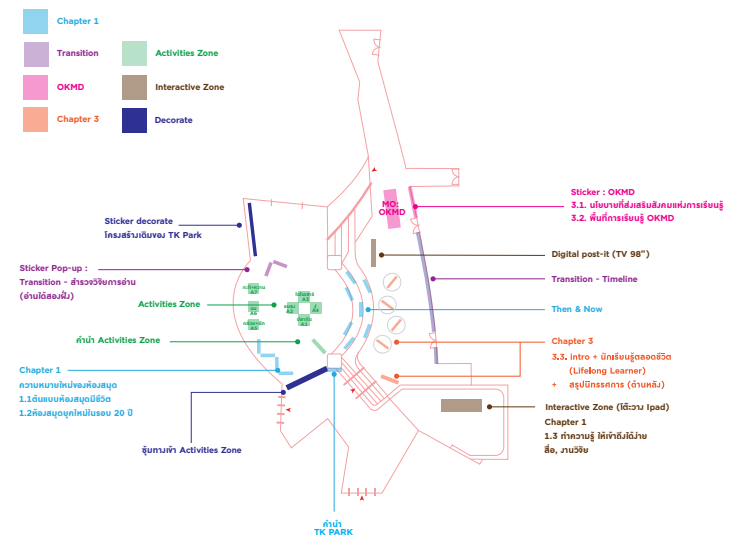 Chapter 1
Transition
Activities Zone
OKMD
Interactive Zone
Chapter 3
Decorate
MO:
OKMD
Sticker : OKMD
3.1. นโยบายที่ส่งเสริมสังคมแห่งการเรียนรู้
3.2. พื้นที่การเรียนรู้ OKMD
Sticker decorate
โครงสร้างเดิมของ TK Park
Digital post-it (TV 98")
Sticker Pop-up :
Transition - สำรวจวิจัยการอ่าน
(อ่านได้สองฝั่ง)
Transition - Timeline
A7
A3
Activities Zone
A6
A2
A4
Then & Now
A5
A1
คำนำ Activities Zone
Chapter 3
3.3. Intro + นักเรียนรู้ตลอดชีวิต
(Lifelong Learner)
+ สรุปนิทรรศการ (ด้านหลัง)
Chapter 1
ความหมายใหม่ของห้องสมุด
1.1ต้นแบบห้องสมุดมีชีวิต
1.2ห้องสมุดยุคใหม่ในรอบ 20 ปี
Interactive Zone (โต๊ะวาง Ipad)
Chapter 1
1.3 ทำความรู้ ให้เข้าถึงได้ง่าย
สื่อ, งานวิจัย
ซุ้มทางเข้า Activities Zone
คำนำ
TK PARK